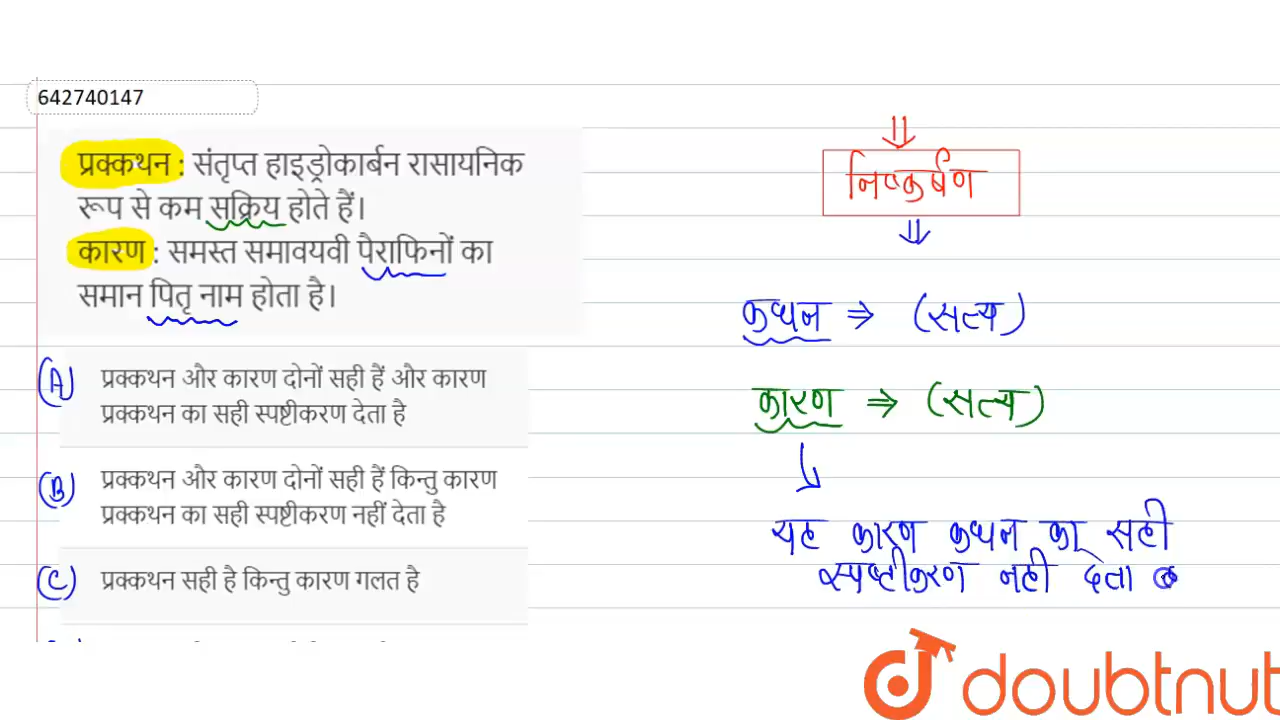 642740147
प्रक्कथन : संतृप्त हाइड्रोकार्बन रासायनिक
रूप से कम सक्रिय होते हैं।
कारण : समस्त समावयवी पैराफिनों का
समान पितृ नाम होता है।
(A) प्रक्कथन और कारण दोनों सही हैं और कारण
प्रक्कथन का सही स्पष्टीकरण देता है
(B) प्रक्कथन और कारण दोनों सही हैं किन्तु कारण
प्रक्कथन का सही स्पष्टीकरण नहीं देता है
(C) प्रक्कथन सही है किन्तु कारण गलत है
⇓
निष्कर्षण
⇓
कथन ⇒ (सत्य)
कारण ⇒ (सत्य)
यह कारण कथन का सही
स्पष्टीकरण नही देता
doubtnut